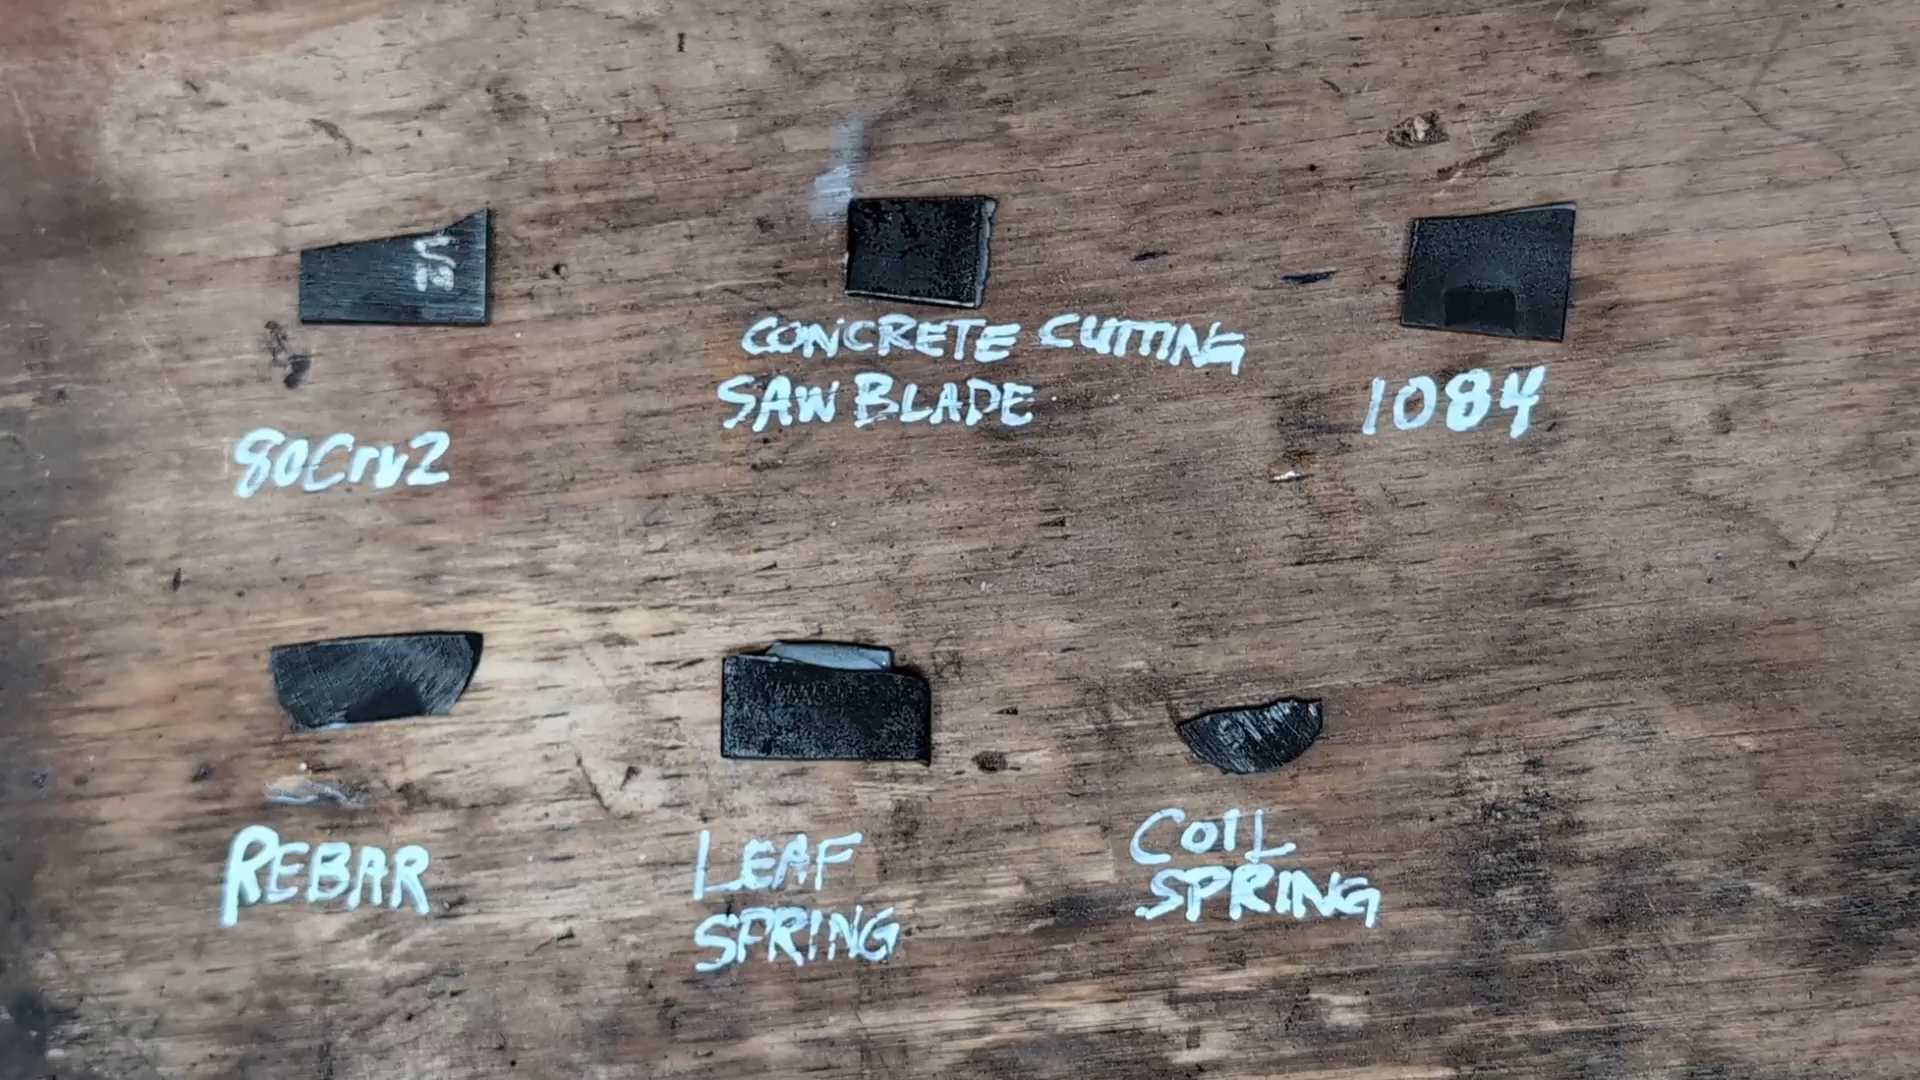 80Crv2
CONCRETE CUTTING
SAW BLADE
1084
REBAR
LEAF
SPRING
COIL
SPRING